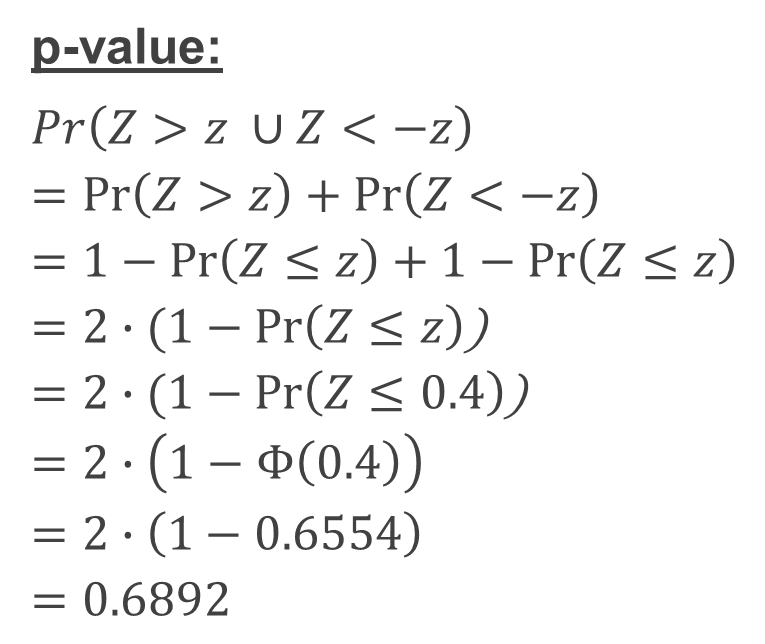 p-value:
Pr(Z > z ∪ Z < −z)
= Pr(Z > z) + Pr(Z < −z)
= 1 − Pr(Z ≤ z) + 1 − Pr(Z ≤ z)
= 2 · (1 − Pr(Z ≤ z))
= 2 · (1 − Pr(Z ≤ 0.4))
= 2 · (1 − Φ(0.4))
= 2 · (1 − 0.6554)
= 0.6892